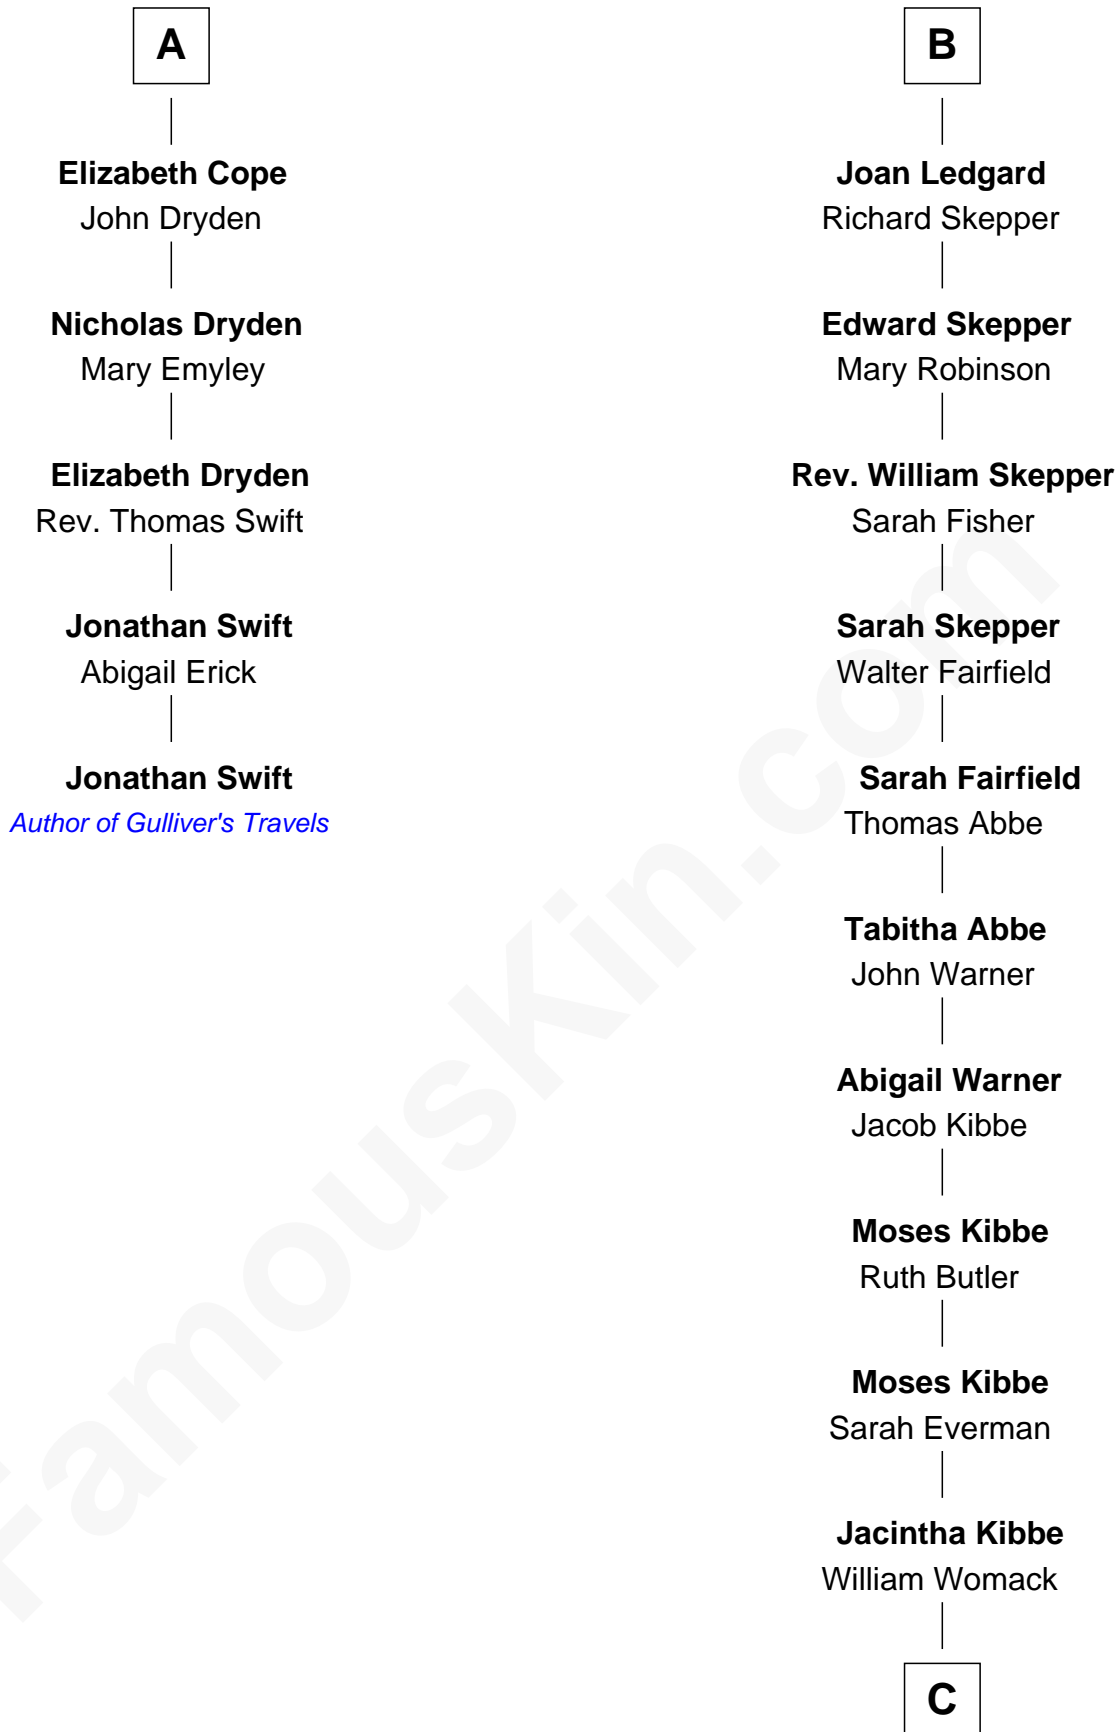 A
Elizabeth Cope
John Dryden
Nicholas Dryden
Mary Emyley
Elizabeth Dryden
Rev. Thomas Swift
Jonathan Swift
Abigail Erick
Jonathan Swift
Author of Gulliver's Travels
B
Joan Ledgard
Richard Skepper
Edward Skepper
Mary Robinson
Rev. William Skepper
Sarah Fisher
Sarah Skepper
Walter Fairfield
Sarah Fairfield
Thomas Abbe
Tabitha Abbe
John Warner
Abigail Warner
Jacob Kibbe
Moses Kibbe
Ruth Butler
Moses Kibbe
Sarah Everman
Jacintha Kibbe
William Womack
C
FamousKin.com